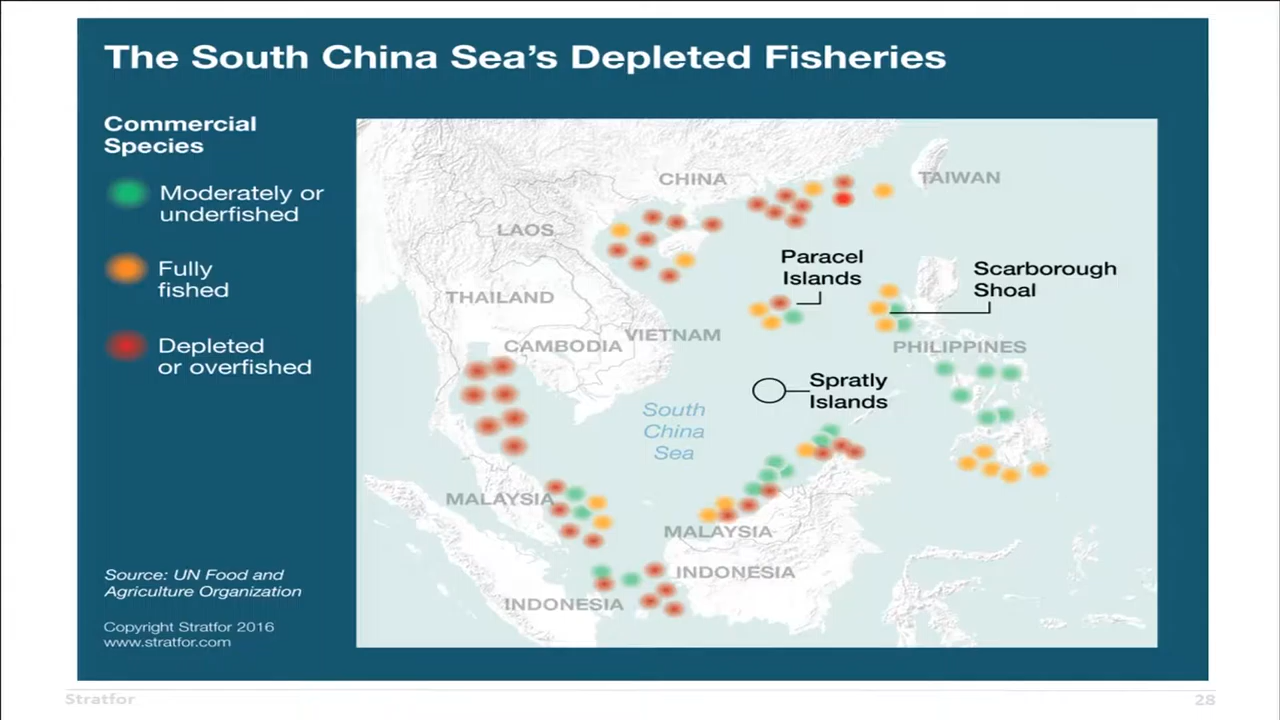 The South China Sea's Depleted Fisheries
Commercial
Species
Moderately or
underfished
Fully
fished
Depleted
or overfished
Source: UN Food and
Agriculture Organization
Copyright Stratfor 2016
www.stratfor.com
CHINA
TAIWAN
LAOS
Paracel
Islands
Scarborough
Shoal
THAILAND
VIETNAM
CAMBODIA
PHILIPPINES
Spratly
Islands
South
China
Sea
MALAYSIA
MALAYSIA
INDONESIA
INDONESIA
Stratfor
28